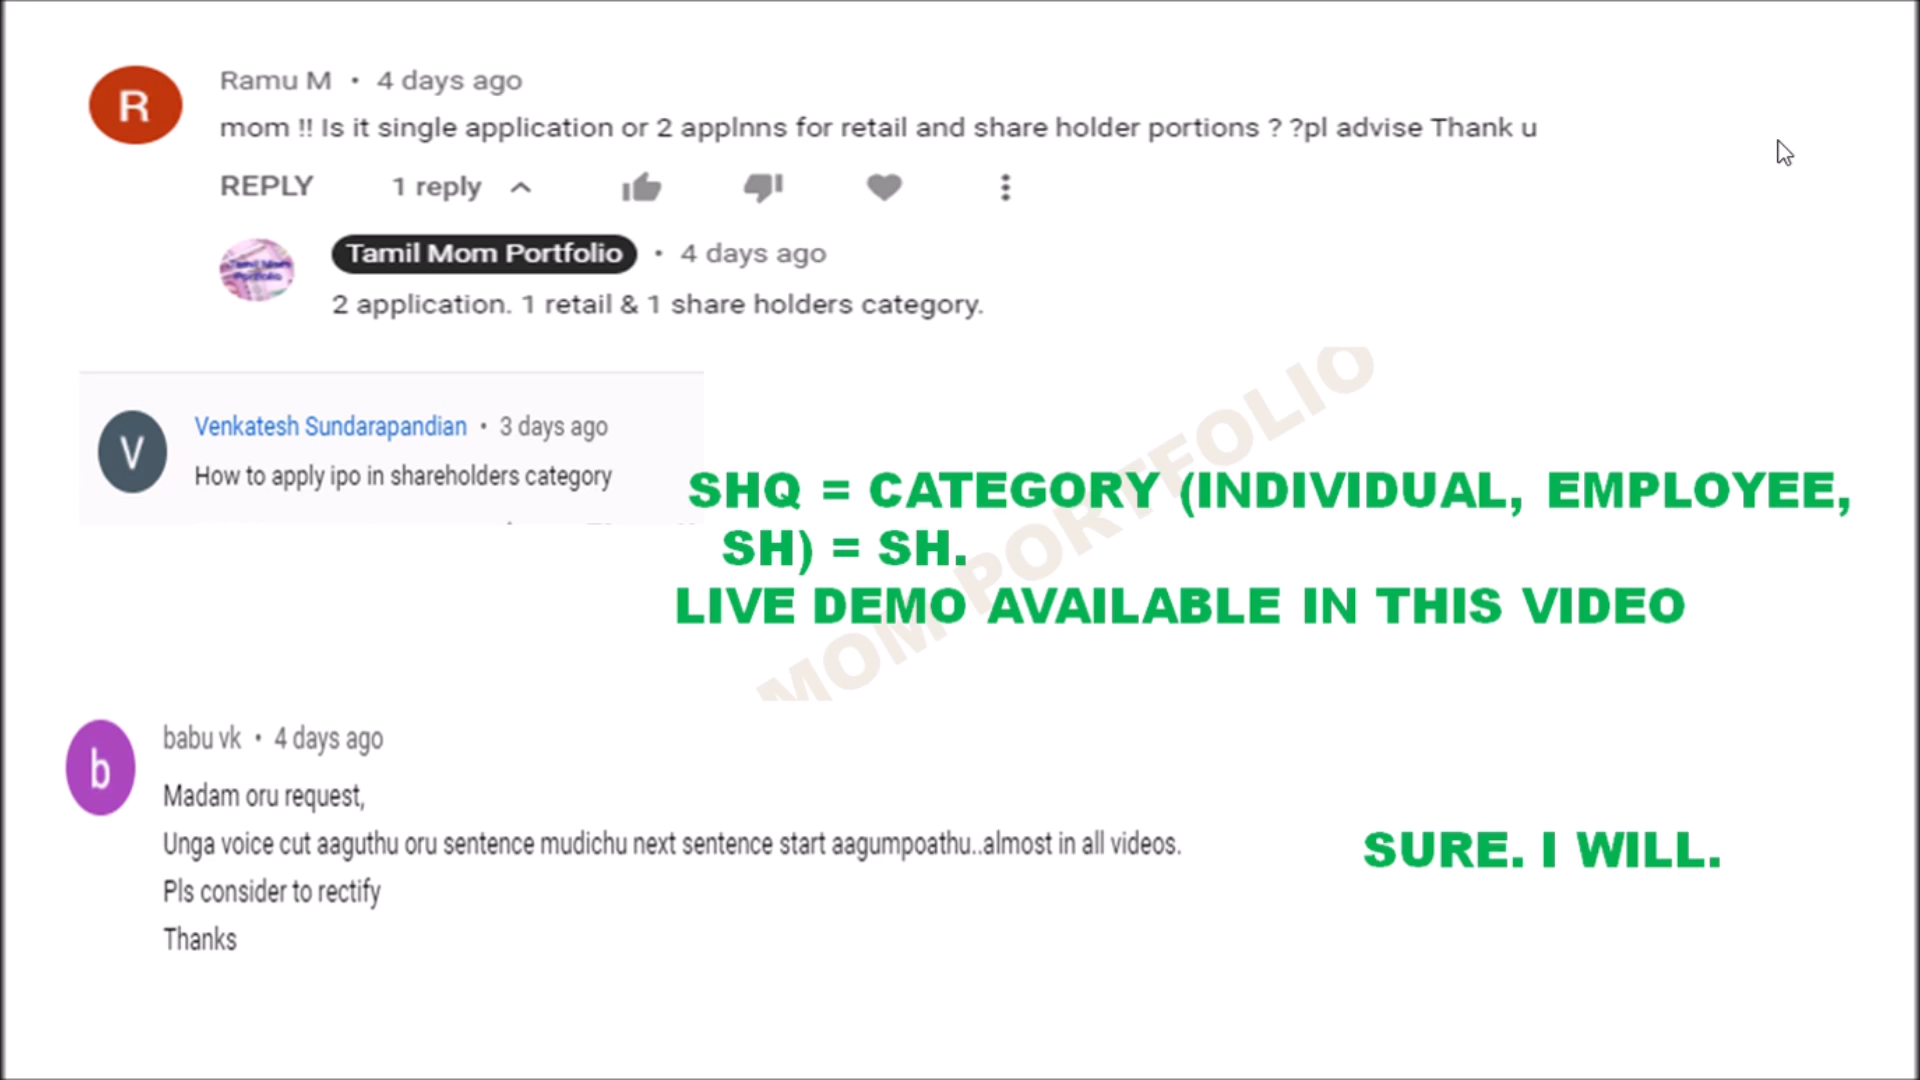 R
Ramu M • 4 days ago
mom !! Is it single application or 2 applnns for retail and share holder portions ? ?pl advise Thank u
REPLY 1 reply
Tamil Mom Portfolio • 4 days ago
2 application. 1 retail & 1 share holders category.
V
Venkatesh Sundarapandian • 3 days ago
How to apply ipo in shareholders category
SHQ = CATEGORY (INDIVIDUAL, EMPLOYEE,
SH) = SH.
LIVE DEMO AVAILABLE IN THIS VIDEO
MOM PORTFOLIO
b
babu vk • 4 days ago
Madam oru request,
Unga voice cut aaguthu oru sentence mudichu next sentence start aagumpoathu..almost in all videos.
Pls consider to rectify
Thanks
SURE. I WILL.